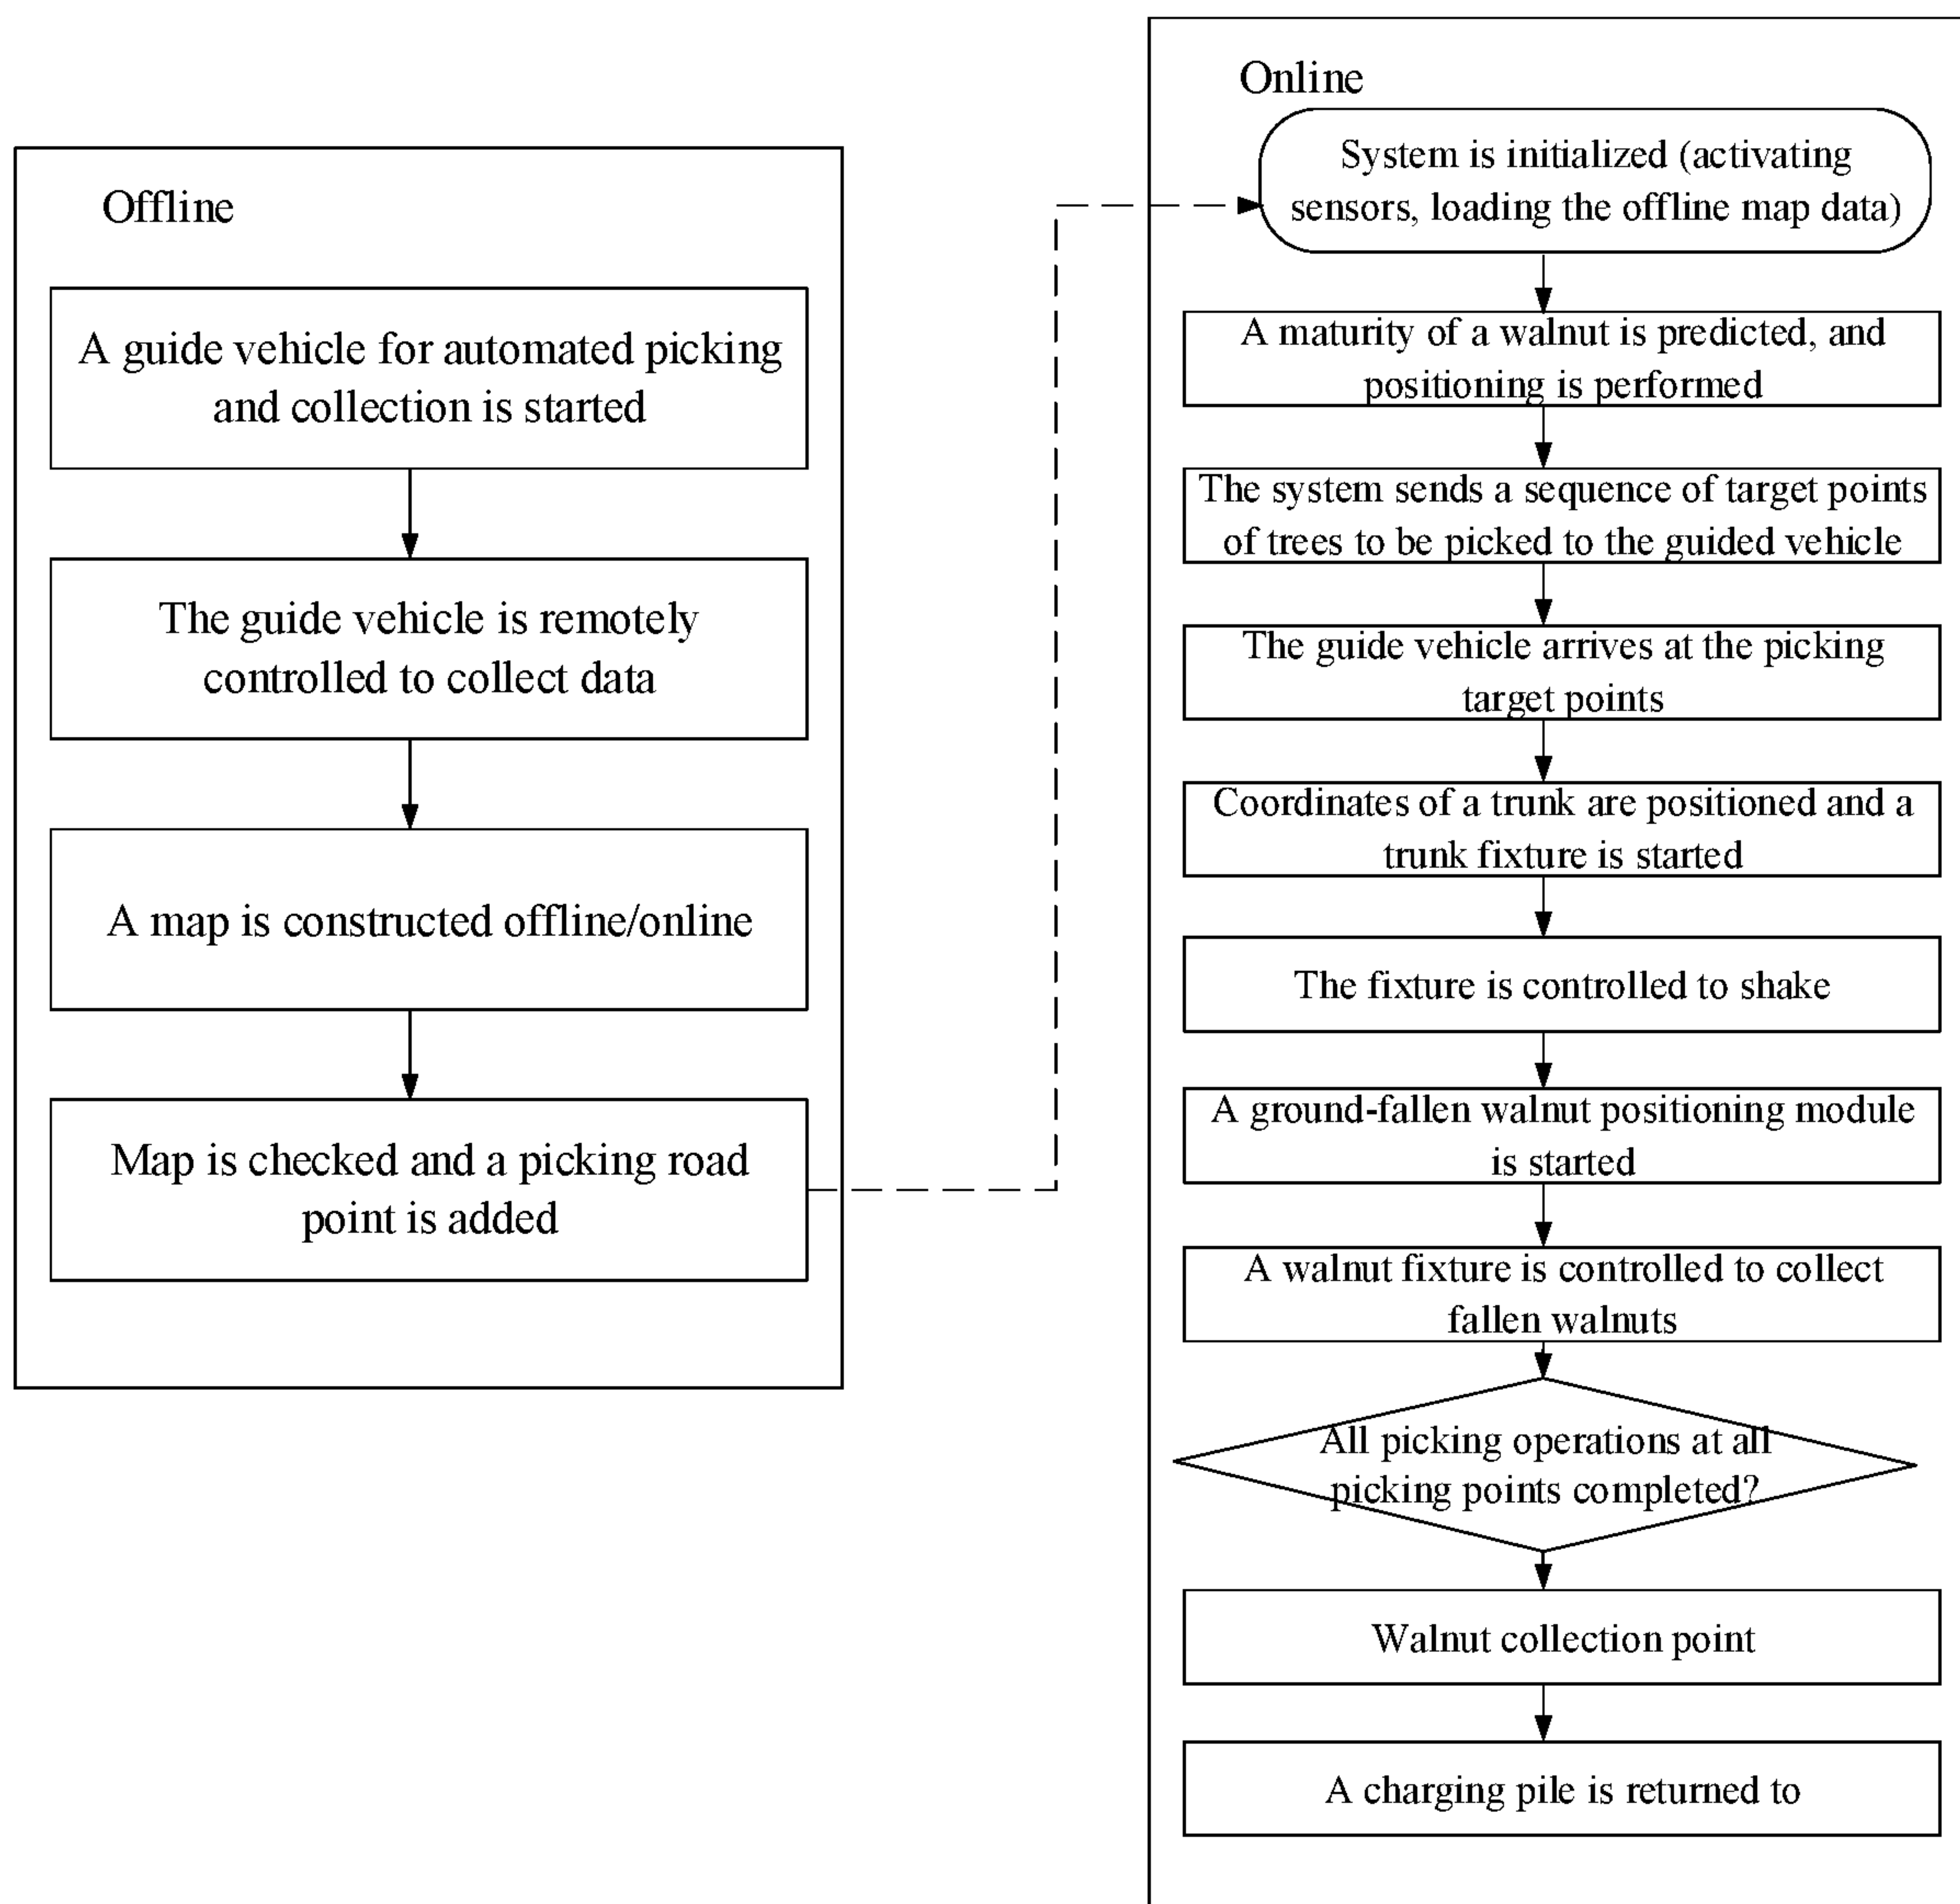 Offline
A guide vehicle for automated picking
and collection is started
The guide vehicle is remotely
controlled to collect data
A map is constructed offline/online
Map is checked and a picking road
point is added
Online
System is initialized (activating
sensors, loading the offline map data)
A maturity of a walnut is predicted, and
positioning is performed
The system sends a sequence of target points
of trees to be picked to the guided vehicle
The guide vehicle arrives at the picking
target points
Coordinates of a trunk are positioned and a
trunk fixture is started
The fixture is controlled to shake
A ground-fallen walnut positioning module
is started
A walnut fixture is controlled to collect
fallen walnuts
All picking operations at all
picking points completed?
Walnut collection point
A charging pile is returned to